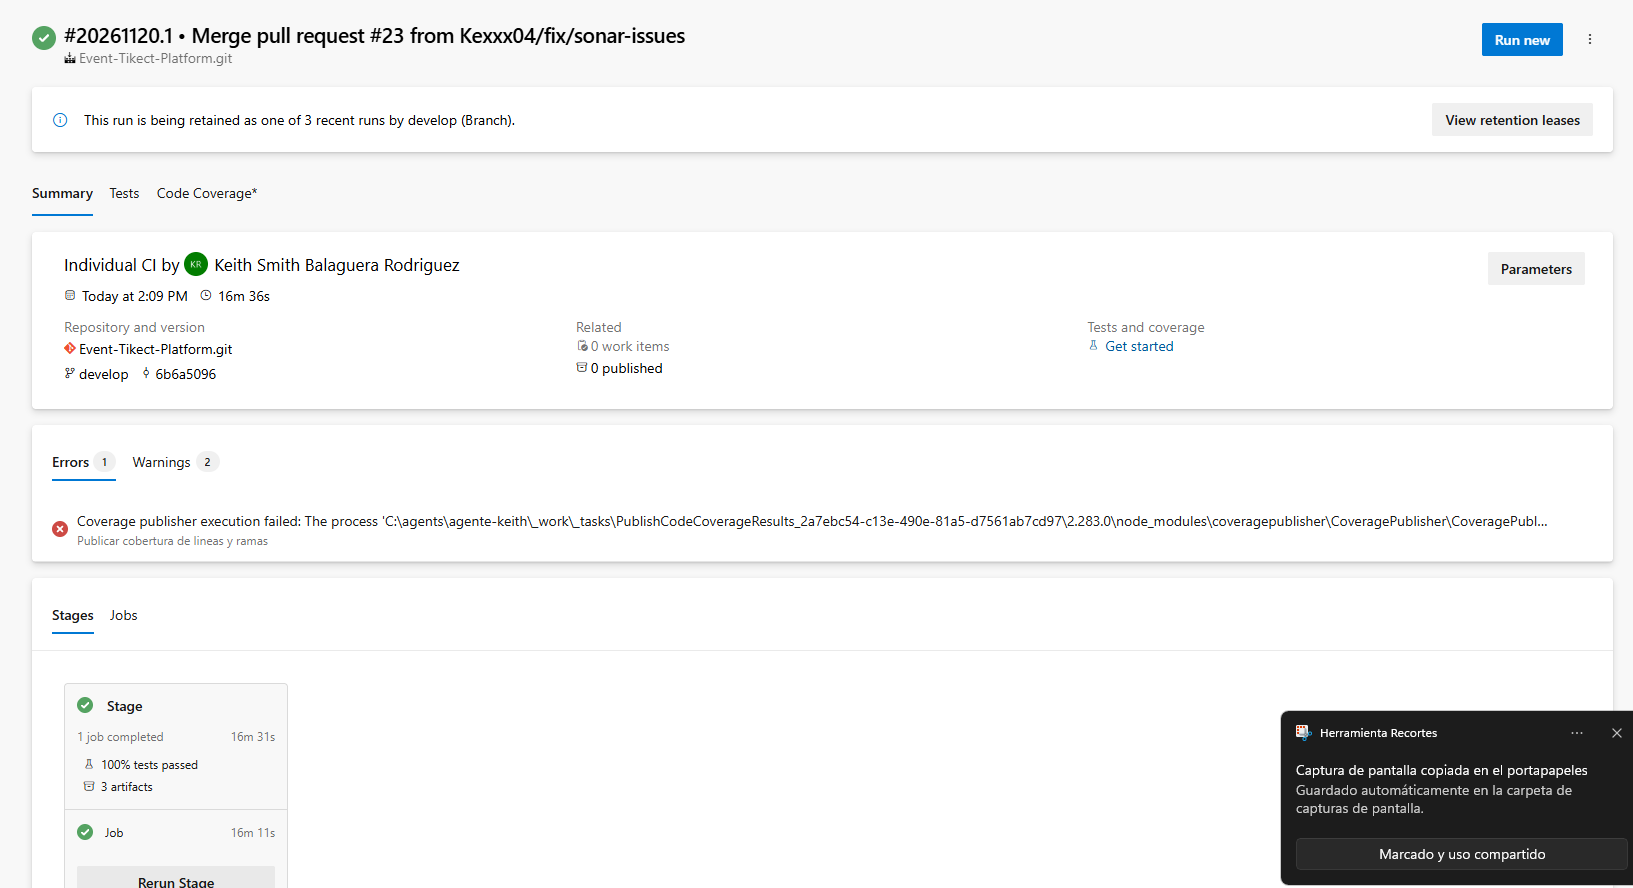 #20261120.1 • Merge pull request #23 from Kexxx04/fix/sonar-issues
Event-Tikect-Platform.git
Run new
This run is being retained as one of 3 recent runs by develop (Branch).
View retention leases
Summary
Tests
Code Coverage*
Individual CI by KR Keith Smith Balaguera Rodriguez
Parameters
Today at 2:09 PM 16m 36s
Repository and version
Event-Tikect-Platform.git
develop 6b6a5096
Related
0 work items
0 published
Tests and coverage
Get started
Errors 1
Warnings 2
Coverage publisher execution failed: The process 'C:\agents\agente-keith\_work\_tasks\PublishCodeCoverageResults_2a7ebc54-c13e-490e-81a5-d7561ab7cd97\2.283.0\node_modules\coveragepublisher\CoveragePublisher\CoveragePubl...
Publicar cobertura de lineas y ramas
Stages
Jobs
Stage
1 job completed 16m 31s
100% tests passed
3 artifacts
Job 16m 11s
Rerun Stage
Herramienta Recortes
Captura de pantalla copiada en el portapapeles
Guardado automáticamente en la carpeta de
capturas de pantalla.
Marcado y uso compartido